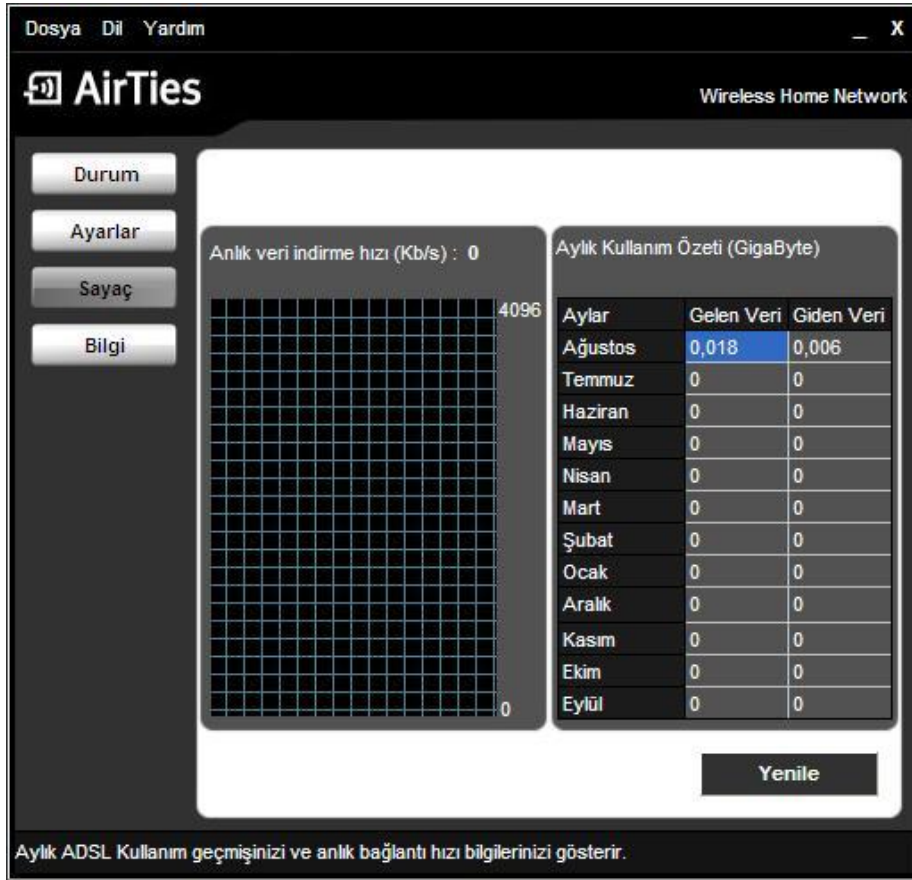 Dosya Dil Yardım _ X
AirTies
Wireless Home Network
Durum
Ayarlar
Sayaç
Bilgi
Anlık veri indirme hızı (Kb/s) : 0
4096
0
Aylık Kullanım Özeti (GigaByte)
Aylar Gelen Veri Giden Veri
Ağustos 0,018 0,006
Temmuz 0 0
Haziran 0 0
Mayıs 0 0
Nisan 0 0
Mart 0 0
Şubat 0 0
Ocak 0 0
Aralık 0 0
Kasım 0 0
Ekim 0 0
Eylül 0 0
Yenile
Aylık ADSL Kullanım geçmişinizi ve anlık bağlantı hızı bilgilerinizi gösterir.